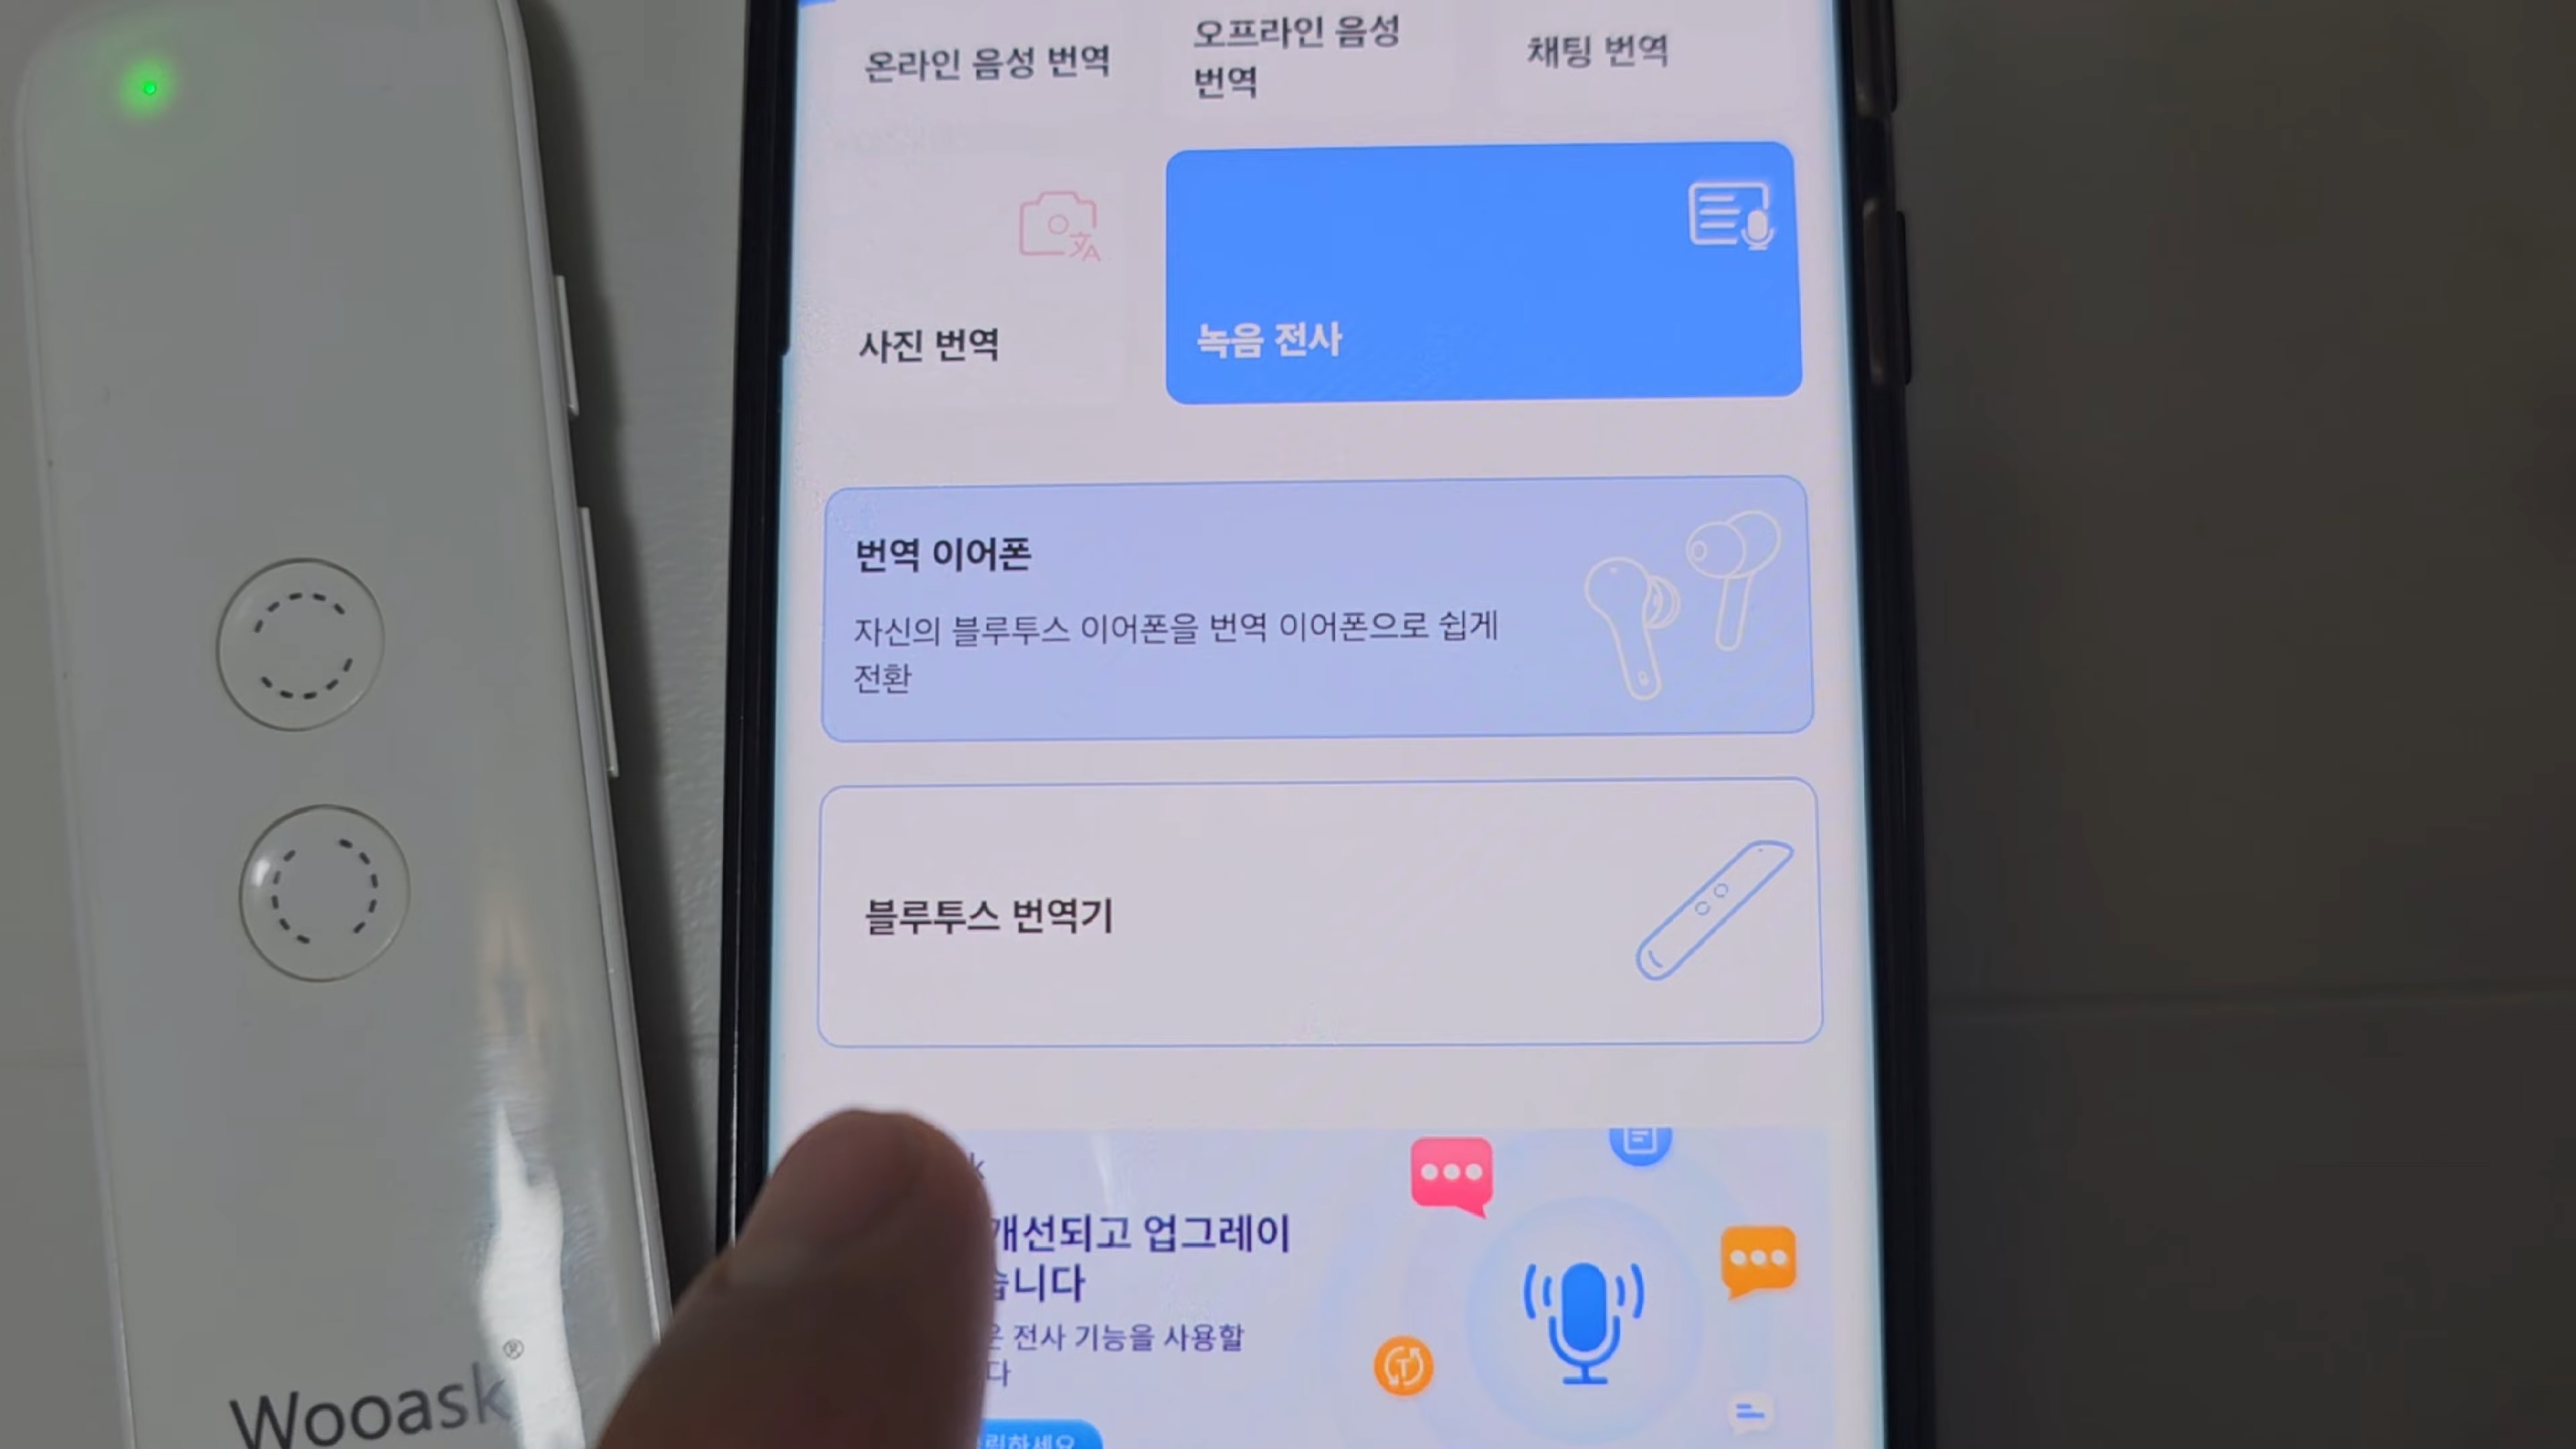 온라인 음성 번역
오프라인 음성
번역
채팅 번역
사진 번역
녹음 전사
번역 이어폰
자신의 블루투스 이어폰을 번역 이어폰으로 쉽게
전환
블루투스 번역기
개선되고 업그레이
습니다
전사 기능을 사용할
다
Wooask®